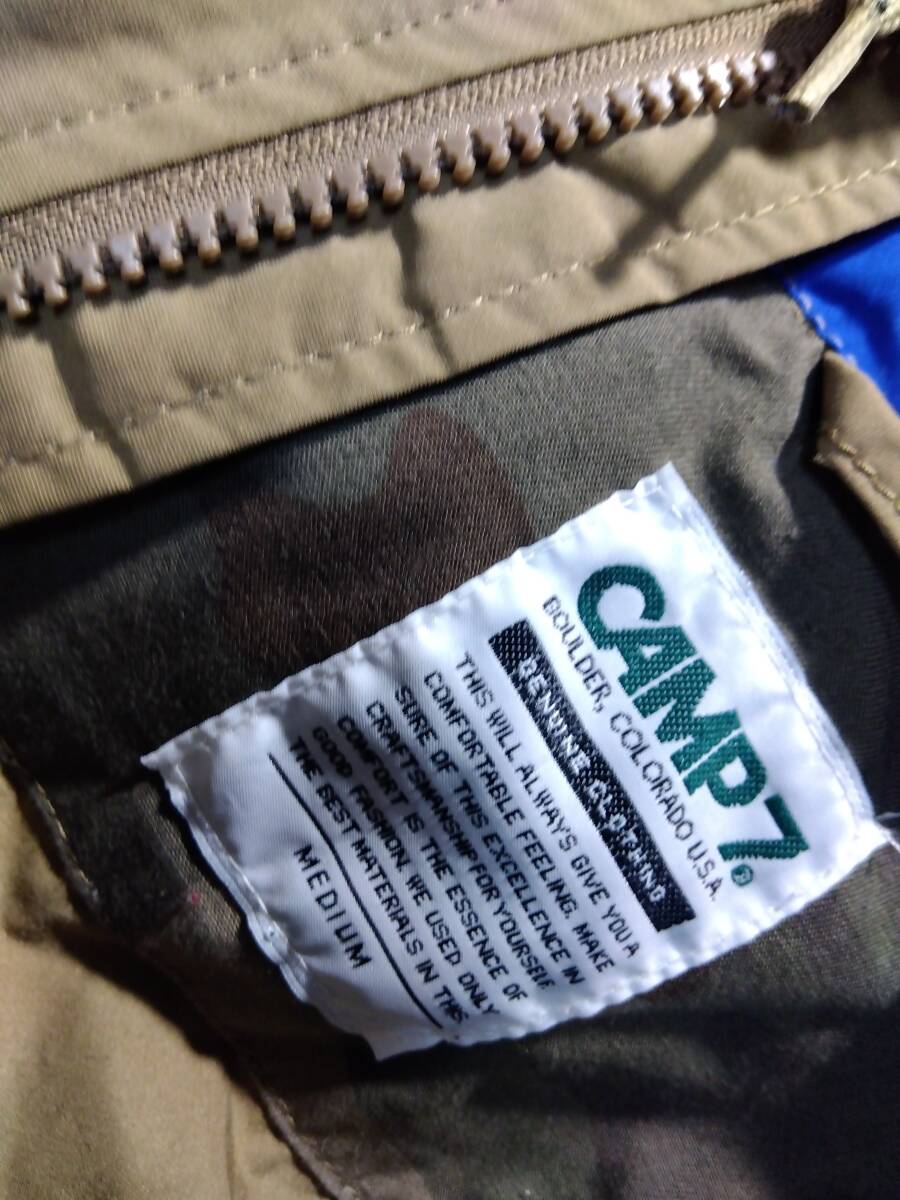 CAMP7®
BOULDER, COLORADO U.S.A.
GENUINE CLOTHING
THIS WILL ALWAYS GIVE YOU A
COMFORTABLE FEELING. MAKE
SURE OF THIS EXCELLENCE IN
CRAFTSMANSHIP FOR YOURSELF.
COMFORT IS THE ESSENCE OF
GOOD FASHION. WE USED ONLY
THE BEST MATERIALS IN THIS.
MEDIUM